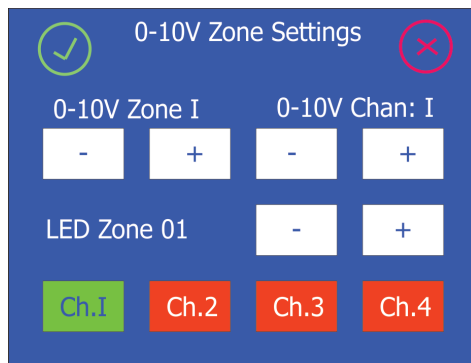 0-10V Zone Settings
0-10V Zone I 0-10V Chan: I
- + - +
LED Zone 01 - +
Ch.I Ch.2 Ch.3 Ch.4